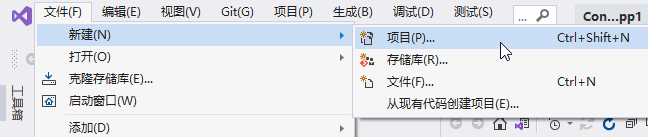 文件(F) 编辑(E) 视图(V) Git(G) 项目(P) 生成(B) 调试(D) 测试(S) ... Con...pp1
新建(N) 项目(P)... Ctrl+Shift+N
打开(O) 存储库(R)...
克隆存储库(E)... 文件(F)... Ctrl+N
启动窗口(W) 从现有代码创建项目(E)...
添加(D)
工具箱